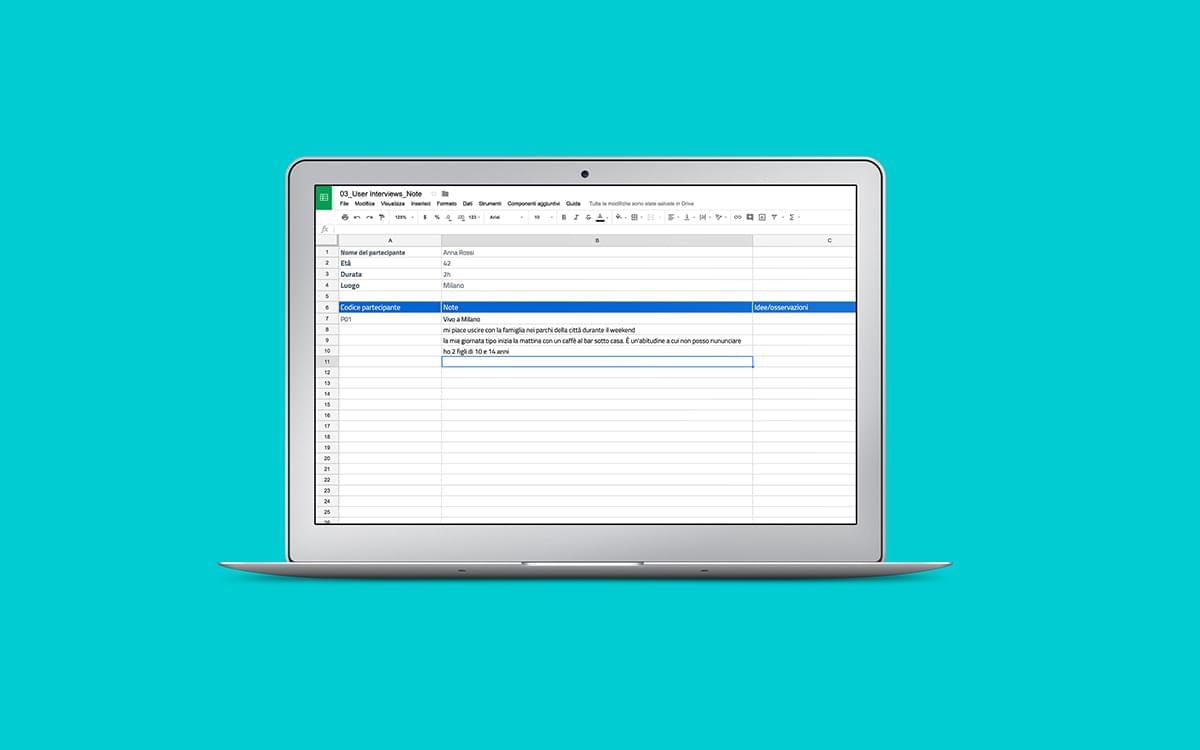 03_User Interviews_Note
File Modifica Visualizza Inserisci Formato Dati Strumenti Componenti aggiuntivi Guida Tutte le modifiche sono state salvate in Drive
125% $ % .0 .00 123 Arial 10 B I S A
fx
A B C
1 Nome del partecipante Anna Rossi
2 Età 42
3 Durata 2h
4 Luogo Milano
5
6 Codice partecipante Note Idee/osservazioni
7 P01 Vivo a Milano
8 mi piace uscire con la famiglia nei parchi della città durante il weekend
9 la mia giornata tipo inizia la mattina con un caffè al bar sotto casa. È un'abitudine a cui non posso nununciare
10 ho 2 figli di 10 e 14 anni
11
12
13
14
15
16
17
18
19
20
21
22
23
24
25
26